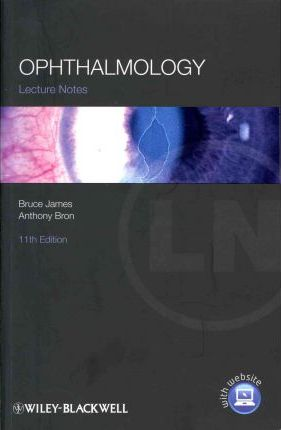 OPHTHALMOLOGY
Lecture Notes
Bruce James
Anthony Bron
11th Edition
LN
with website
WILEY-BLACKWELL